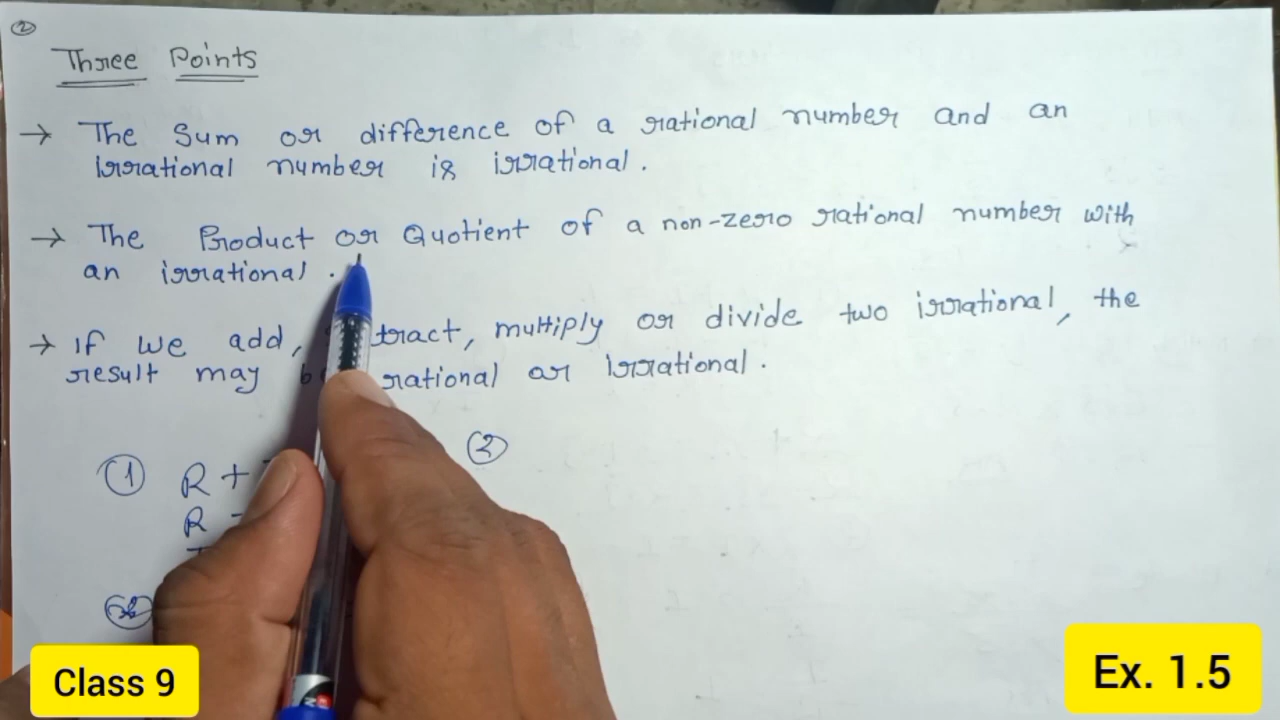 ②
Three Points
→ The Sum or difference of a rational number and an
irrational number is irrational.
→ The Product or Quotient of a non-zero rational number with
an irrational.
→ If we add, tract, multiply or divide two irrational, the
result may rational or irrational.
① R +
②
R -
Class 9
Ex. 1.5